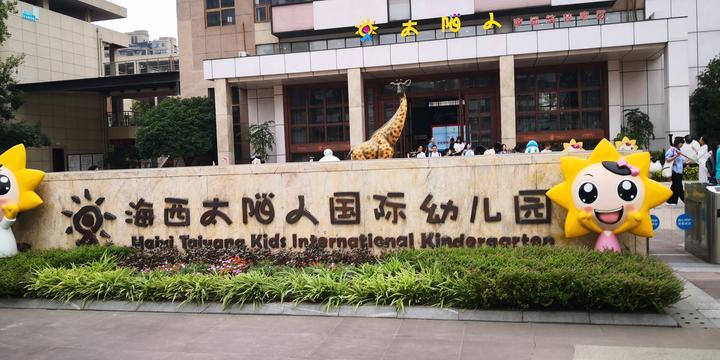 太阳人
海西太阳人国际幼儿园
Haixi Taiyang Kids International Kindergarten